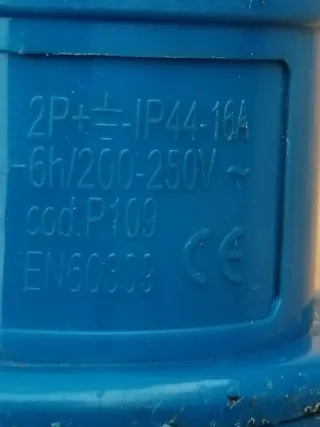 2P+⏚-IP44-16A
-6h/200-250V ~
cod.P109
CE
EN60309